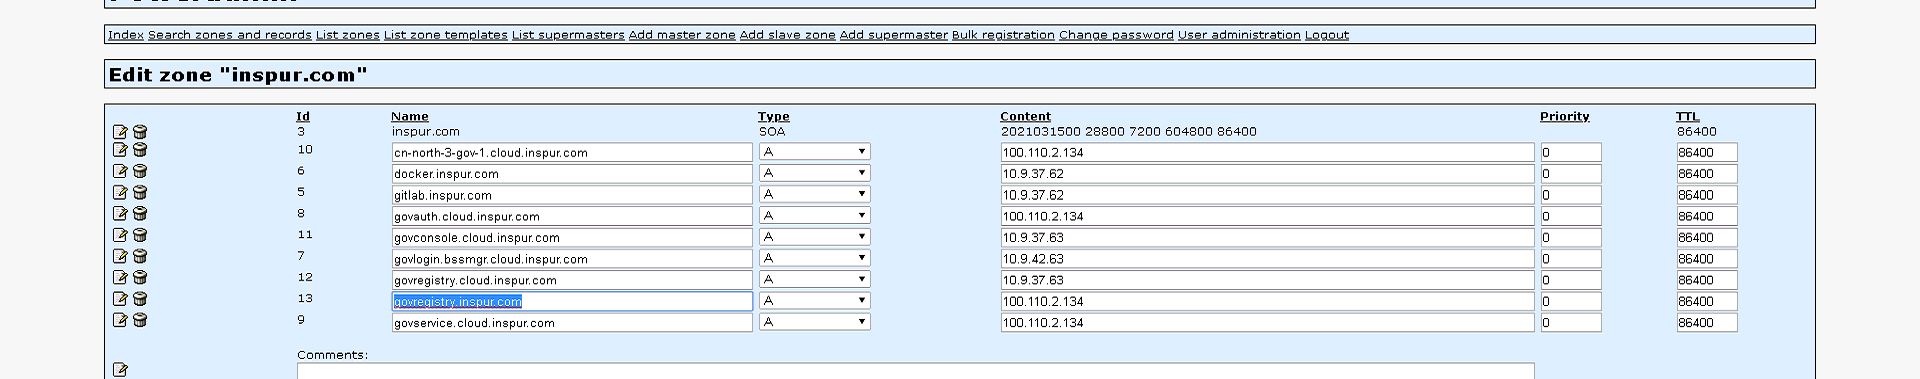 Index Search zones and records List zones List zone templates List supermasters Add master zone Add slave zone Add supermaster Bulk registration Change password User administration Logout
Edit zone "inspur.com"
Id Name Type Content Priority TTL
3 inspur.com SOA 2021031500 28800 7200 604800 86400 86400
10 cn-north-3-gov-1.cloud.inspur.com A 100.110.2.134 0 86400
6 docker.inspur.com A 10.9.37.62 0 86400
5 gitlab.inspur.com A 10.9.37.62 0 86400
8 govauth.cloud.inspur.com A 100.110.2.134 0 86400
11 govconsole.cloud.inspur.com A 10.9.37.63 0 86400
7 govlogin.bssmgr.cloud.inspur.com A 10.9.42.63 0 86400
12 govregistry.cloud.inspur.com A 10.9.37.63 0 86400
13 govregistry.inspur.com A 100.110.2.134 0 86400
9 govservice.cloud.inspur.com A 100.110.2.134 0 86400
Comments: